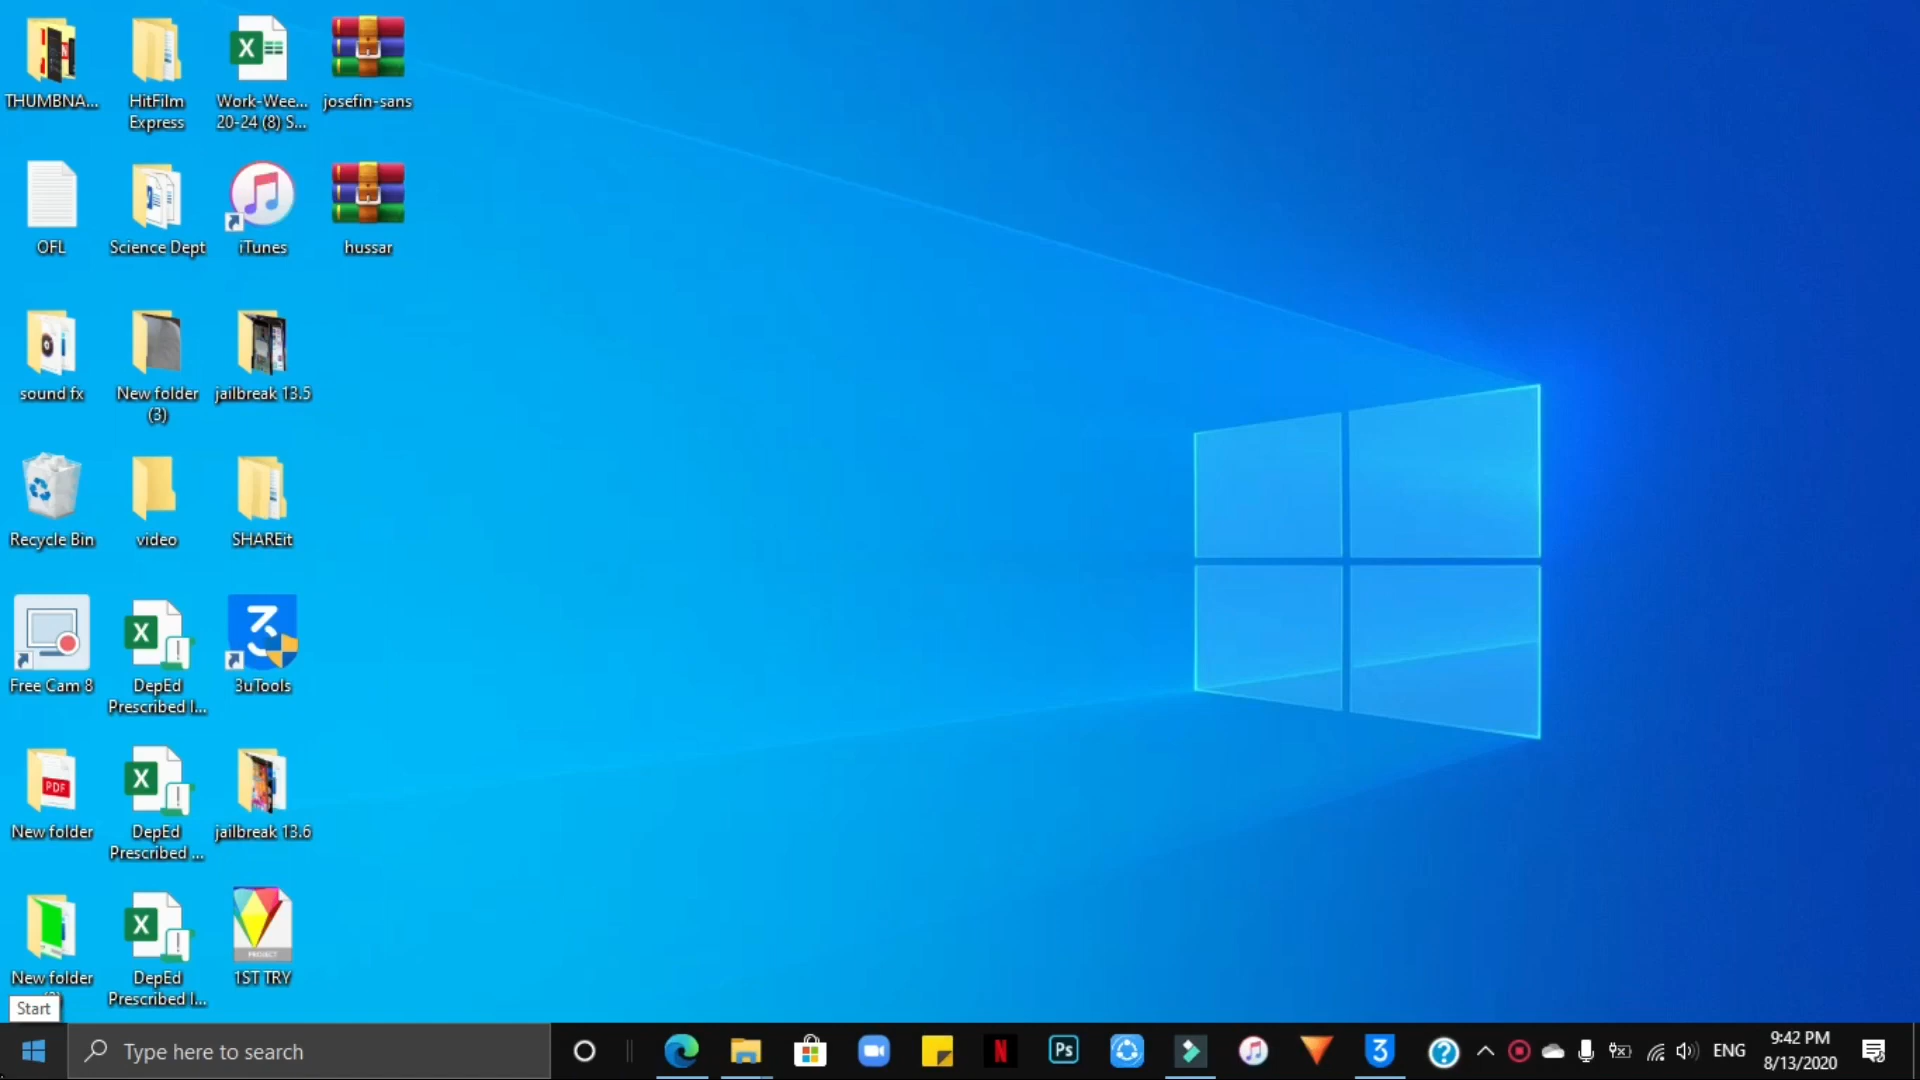 THUMBNA...
HitFilm
Express
Work-Wee...
20-24 (8) S...
josefin-sans
OFL
Science Dept
iTunes
hussar
sound fx
New folder
(3)
jailbreak 13.5
Recycle Bin
video
SHAREit
Free Cam 8
DepEd
Prescribed I...
3uTools
PDF
New folder
DepEd
Prescribed ...
jailbreak 13.6
PROJECT
New folder
DepEd
Prescribed I...
1ST TRY
Start
Type here to search
Ps
ENG
9:42 PM
8/13/2020